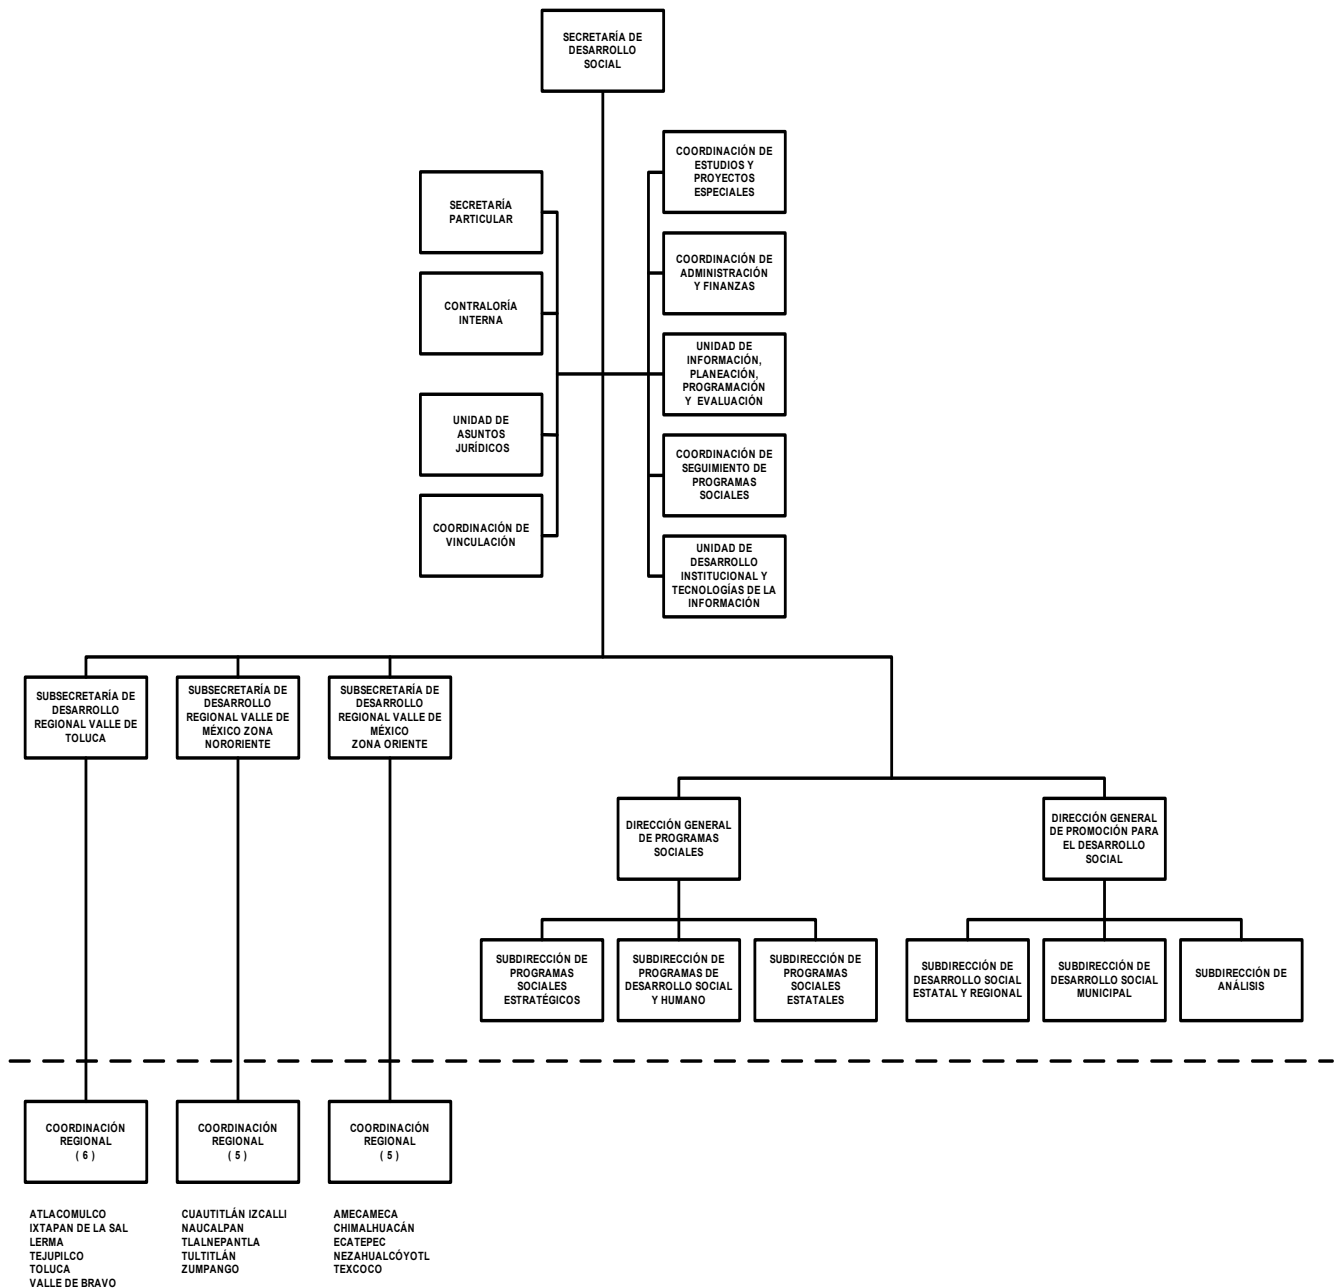 SECRETARÍA DE
DESARROLLO
SOCIAL
SECRETARÍA
PARTICULAR
CONTRALORÍA
INTERNA
UNIDAD DE
ASUNTOS
JURÍDICOS
COORDINACIÓN DE
VINCULACIÓN
COORDINACIÓN DE
ESTUDIOS Y
PROYECTOS
ESPECIALES
COORDINACIÓN DE
ADMINISTRACIÓN
Y FINANZAS
UNIDAD DE
INFORMACIÓN,
PLANEACIÓN,
PROGRAMACIÓN
Y EVALUACIÓN
COORDINACIÓN DE
SEGUIMIENTO DE
PROGRAMAS
SOCIALES
UNIDAD DE
DESARROLLO
INSTITUCIONAL Y
TECNOLOGÍAS DE LA
INFORMACIÓN
SUBSECRETARÍA DE
DESARROLLO
REGIONAL VALLE DE
TOLUCA
SUBSECRETARÍA DE
DESARROLLO
REGIONAL VALLE DE
MÉXICO ZONA
NORORIENTE
SUBSECRETARÍA DE
DESARROLLO
REGIONAL VALLE DE
MÉXICO
ZONA ORIENTE
DIRECCIÓN GENERAL
DE PROGRAMAS
SOCIALES
DIRECCIÓN GENERAL
DE PROMOCIÓN PARA
EL DESARROLLO
SOCIAL
SUBDIRECCIÓN DE
PROGRAMAS
SOCIALES
ESTRATÉGICOS
SUBDIRECCIÓN DE
PROGRAMAS DE
DESARROLLO SOCIAL
Y HUMANO
SUBDIRECCIÓN DE
PROGRAMAS
SOCIALES
ESTATALES
SUBDIRECCIÓN DE
DESARROLLO SOCIAL
ESTATAL Y REGIONAL
SUBDIRECCIÓN DE
DESARROLLO SOCIAL
MUNICIPAL
SUBDIRECCIÓN DE
ANÁLISIS
COORDINACIÓN
REGIONAL
( 6 )
COORDINACIÓN
REGIONAL
( 5 )
COORDINACIÓN
REGIONAL
( 5 )
ATLACOMULCO
IXTAPAN DE LA SAL
LERMA
TEJUPILCO
TOLUCA
VALLE DE BRAVO
CUAUTITLÁN IZCALLI
NAUCALPAN
TLALNEPANTLA
TULTITLÁN
ZUMPANGO
AMECAMECA
CHIMALHUACÁN
ECATEPEC
NEZAHUALCÓYOTL
TEXCOCO